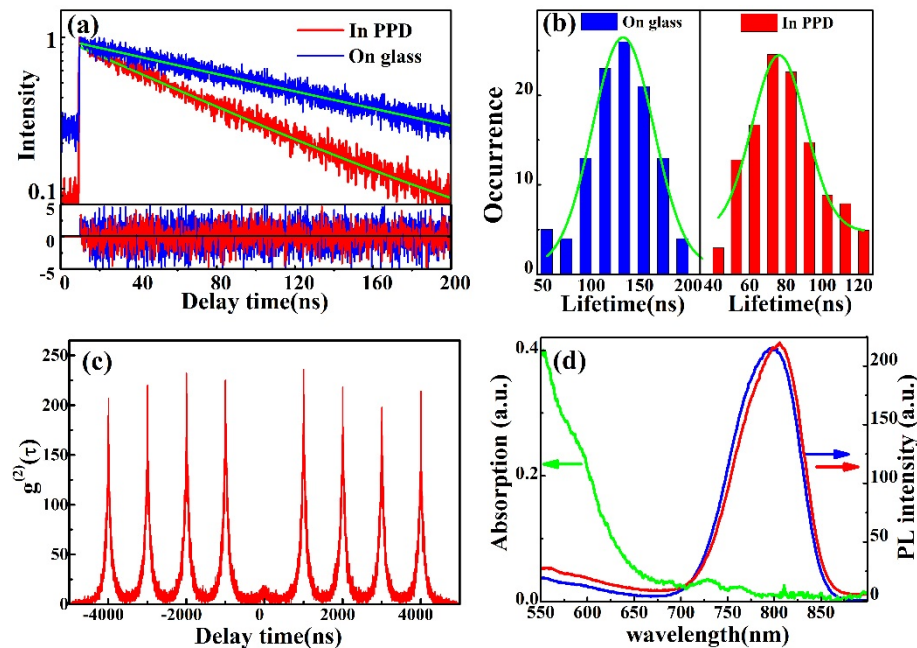 (a)
In PPD
On glass
1
0.1
Intensity
5
0
-5
0 40 80 120 160 200
Delay time(ns)
(b)
On glass
In PPD
20
10
0
Occurrence
50 100 150 200
40 60 80 100 120
Lifetime(ns)
Lifetime(ns)
(c)
250
200
150
100
50
0
g(2)(τ)
-4000 -2000 0 2000 4000
Delay time(ns)
(d)
0.4
0.2
0.0
Absorption (a.u.)
200
150
100
50
0
PL intensity (a.u.)
550 600 650 700 750 800 850
wavelength(nm)